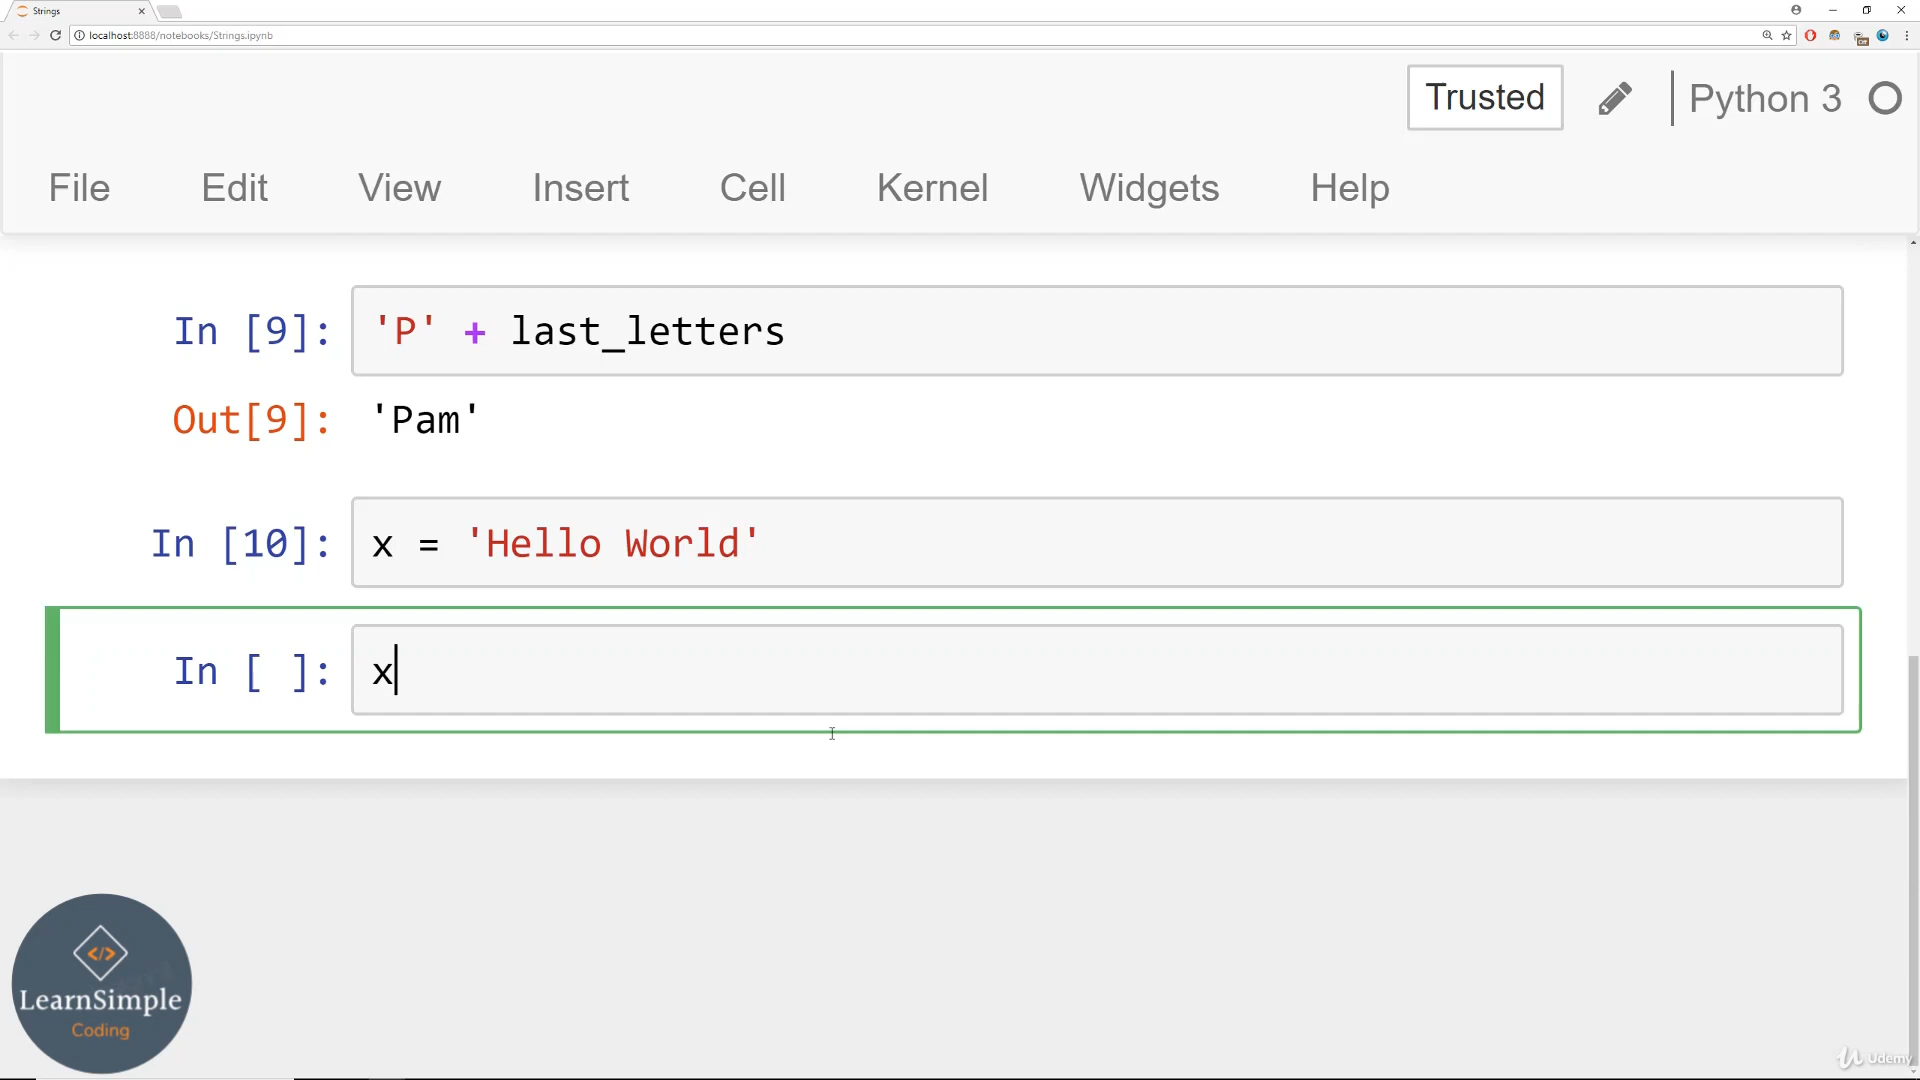 Strings
localhost:8888/notebooks/Strings.ipynb
Trusted
Python 3
File Edit View Insert Cell Kernel Widgets Help
In [9]: 'P' + last_letters
Out[9]: 'Pam'
In [10]: x = 'Hello World'
In [ ]: x
</>
LearnSimple
Coding
Udemy